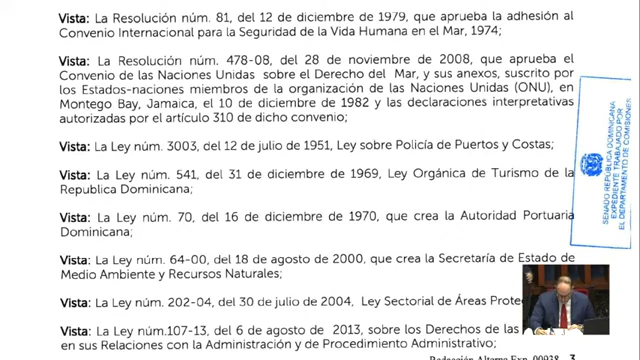 Vista: La Resolución núm. 81, del 12 de diciembre de 1979, que aprueba la adhesión al
Convenio Internacional para la Seguridad de la Vida Humana en el Mar, 1974;
Vista: La Resolución núm. 478-08, del 28 de noviembre de 2008, que aprueba el
Convenio de las Naciones Unidas sobre el Derecho del Mar, y sus anexos, suscrito por
los Estados-naciones miembros de la organización de las Naciones Unidas (ONU), en
Montego Bay, Jamaica, el 10 de diciembre de 1982 y las declaraciones interpretativas
autorizadas por el artículo 310 de dicho convenio;
Vista: La Ley núm. 3003, del 12 de julio de 1951, Ley sobre Policía de Puertos y Costas;
Vista: La Ley núm. 541, del 31 de diciembre de 1969, Ley Orgánica de Turismo de la
Republica Dominicana;
Vista: La Ley núm. 70, del 16 de diciembre de 1970, que crea la Autoridad Portuaria
Dominicana;
Vista: La Ley núm. 64-00, del 18 de agosto de 2000, que crea la Secretaría de Estado de
Medio Ambiente y Recursos Naturales;
Vista: La Ley núm. 202-04, del 30 de julio de 2004, Ley Sectorial de Áreas Prote
Vista: La Ley núm.107-13, del 6 de agosto de 2013, sobre los Derechos de las
en sus Relaciones con la Administración y de Procedimiento Administrativo;
Redacción Alterna Exp. 00938 3
SENADO REPÚBLICA DOMINICANA
EXPEDIENTE TRABAJADO POR
EL DEPARTAMENTO DE COMISIONES